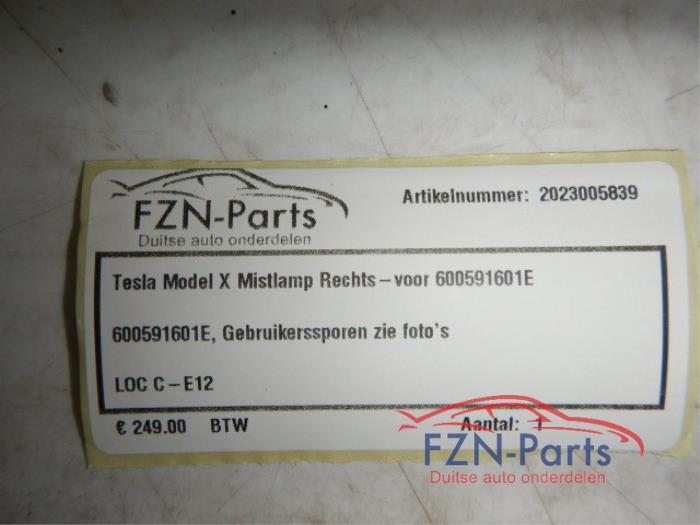 FZN-Parts
Duitse auto onderdelen
Artikelnummer: 2023005839
Tesla Model X Mistlamp Rechts-voor 600591601E
600591601E, Gebruikerssporen zie foto's
LOC C-E12
€ 249.00 BTW
Aantal: 1
FZN-Parts
Duitse auto onderdelen